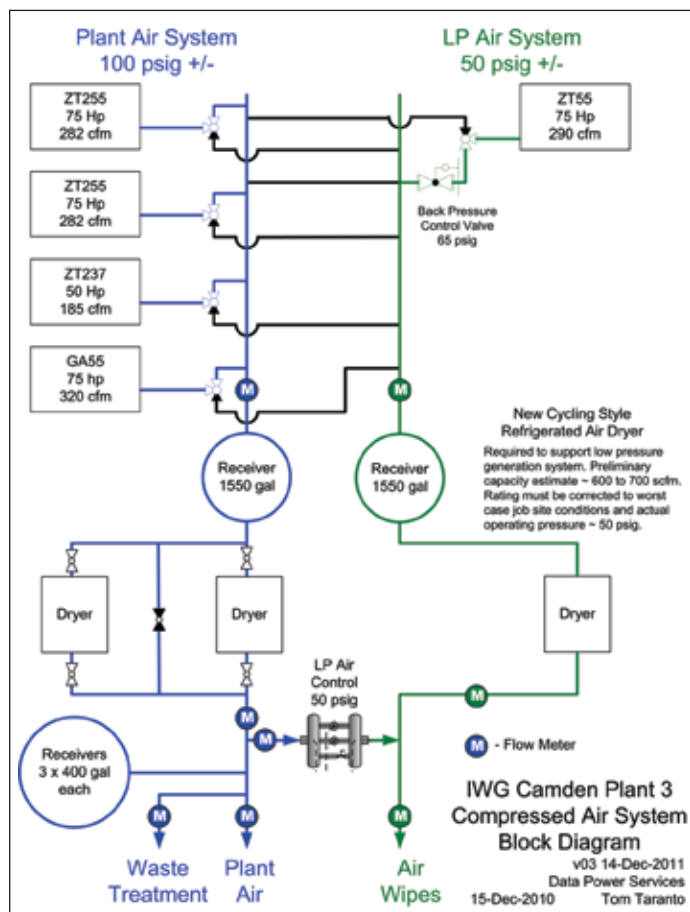 Plant Air System
100 psig +/-
LP Air System
50 psig +/-
ZT255
75 Hp
282 cfm
ZT55
75 Hp
290 cfm
ZT255
75 Hp
282 cfm
Back Pressure
Control Valve
65 psig
ZT237
50 Hp
185 cfm
GA55
75 hp
320 cfm
M
M
New Cycling Style
Refrigerated Air Dryer
Required to support low pressure
generation system. Preliminary
capacity estimate ~ 600 to 700 scfm.
Rating must be corrected to worst
case job site conditions and actual
operating pressure ~ 50 psig.
Receiver
1550 gal
Receiver
1550 gal
Dryer
Dryer
Dryer
LP Air
Control
50 psig
M
M
M
M - Flow Meter
Receivers
3 x 400 gal
each
M
M
M
Waste
Treatment
Plant
Air
Air
Wipes
IWG Camden Plant 3
Compressed Air System
Block Diagram
v03 14-Dec-2011
Data Power Services
15-Dec-2010 Tom Taranto